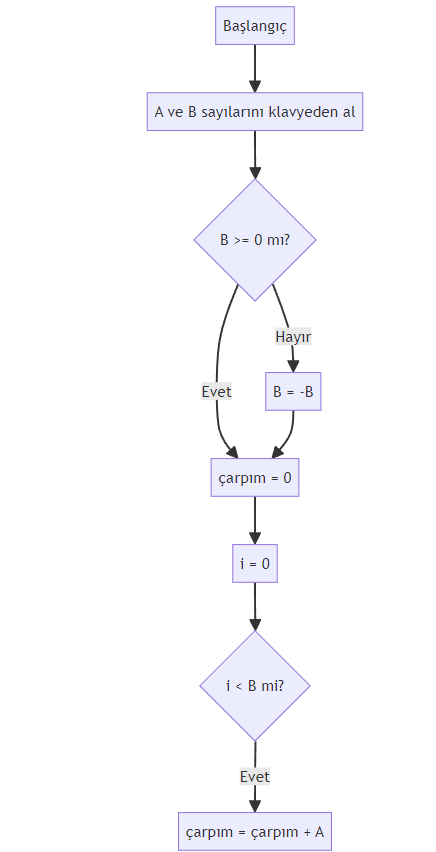 Başlangıç
A ve B sayılarını klavyeden al
B >= 0 mı?
Hayır
Evet
B = -B
çarpım = 0
i = 0
i < B mi?
Evet
çarpım = çarpım + A